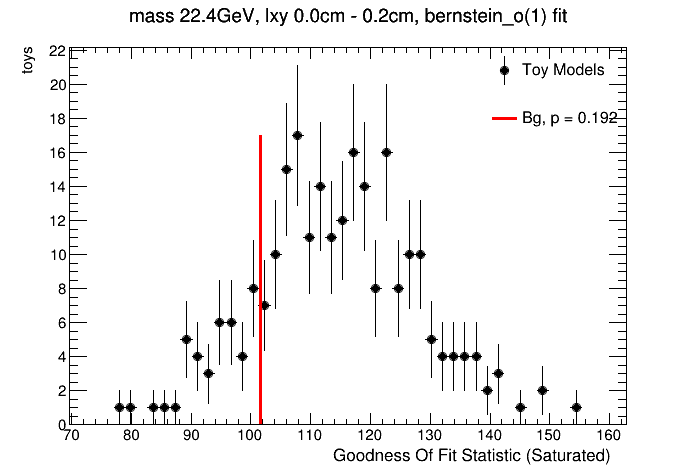 mass 22.4GeV, lxy 0.0cm - 0.2cm, bernstein_o(1) fit
toys
22
20
18
16
14
12
10
8
6
4
2
0
Toy Models
Bg, p = 0.192
70 80 90 100 110 120 130 140 150 160
Goodness Of Fit Statistic (Saturated)